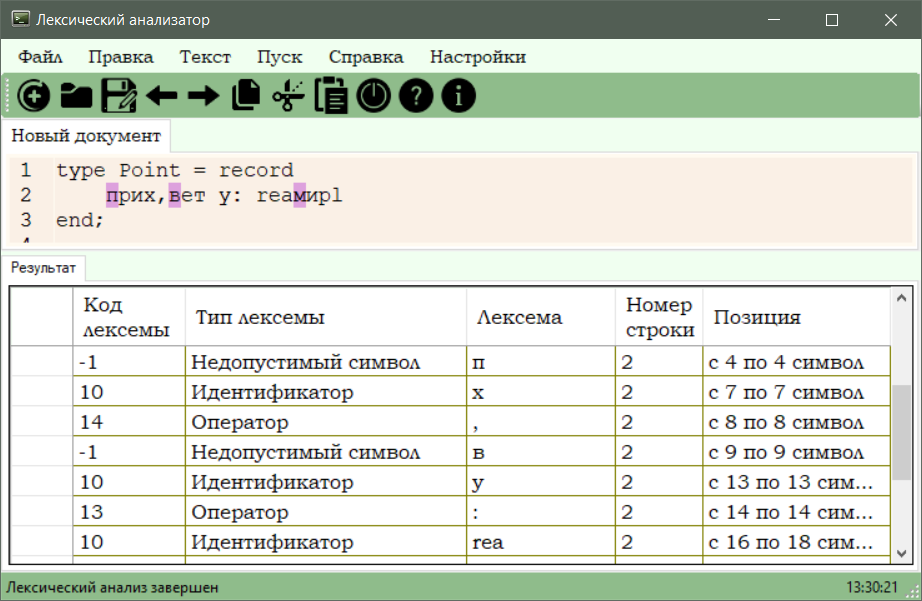 Лексический анализатор
Файл Правка Текст Пуск Справка Настройки
Новый документ
1 type Point = record
2 прих,вет y: reaмирl
3 end;
4
Результат
Код лексемы Тип лексемы Лексема Номер строки Позиция
-1 Недопустимый символ п 2 с 4 по 4 символ
10 Идентификатор x 2 с 7 по 7 символ
14 Оператор , 2 с 8 по 8 символ
-1 Недопустимый символ в 2 с 9 по 9 символ
10 Идентификатор y 2 с 13 по 13 сим...
13 Оператор : 2 с 14 по 14 сим...
10 Идентификатор rea 2 с 16 по 18 сим...
Лексический анализ завершен 13:30:21